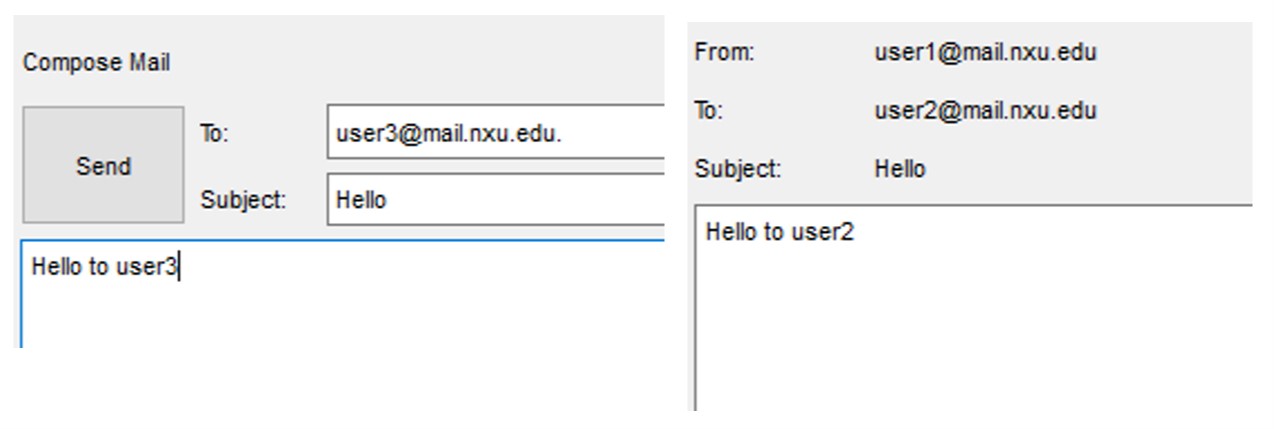 Compose Mail
Send
To: user3@mail.nxu.edu.
Subject: Hello
Hello to user3
From: user1@mail.nxu.edu
To: user2@mail.nxu.edu
Subject: Hello
Hello to user2